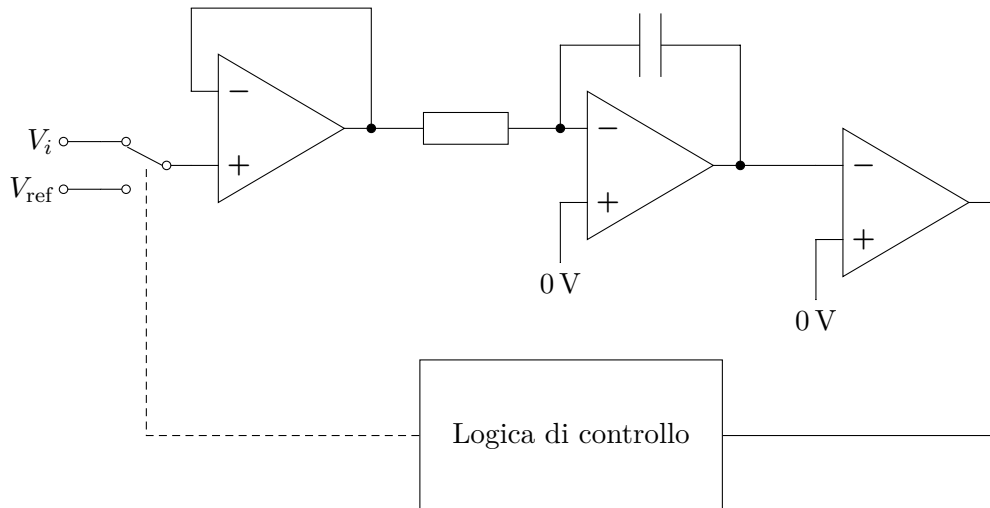 V_i
V_ref
−
+
−
+
−
+
0 V
0 V
Logica di controllo